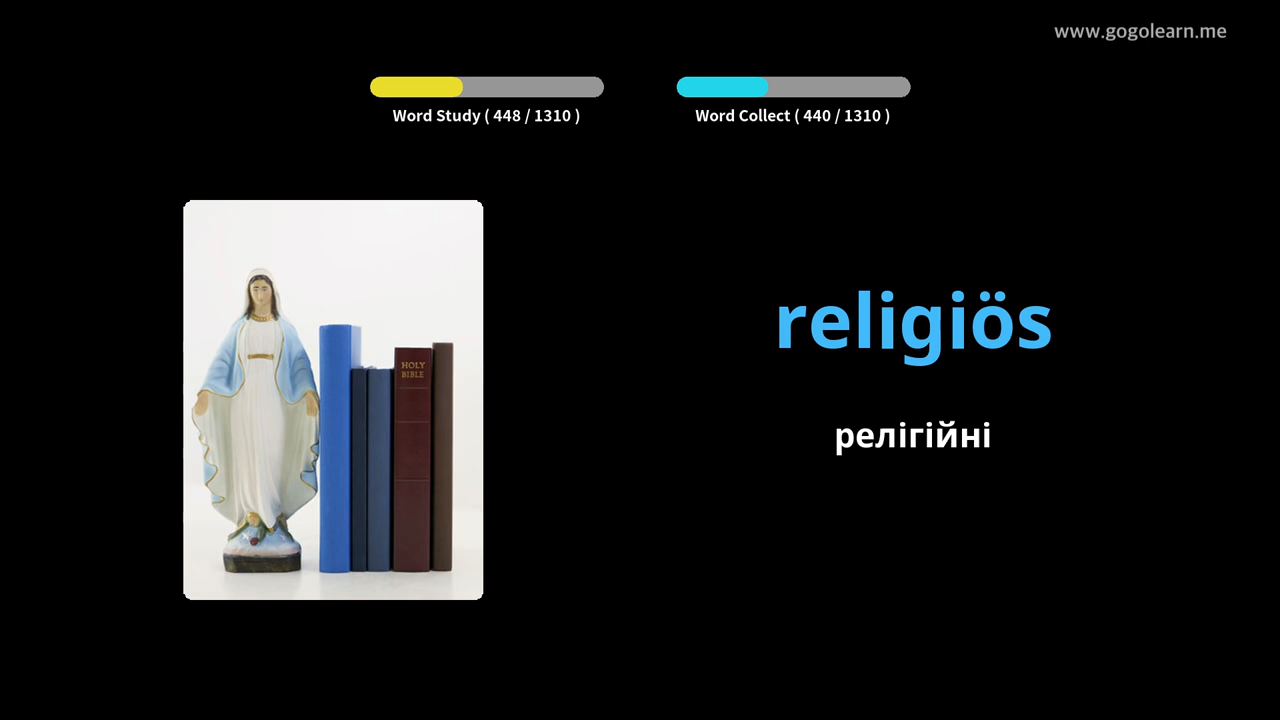 www.gogolearn.me
Word Study ( 448 / 1310 )
Word Collect ( 440 / 1310 )
HOLY
BIBLE
religiös
релігійні